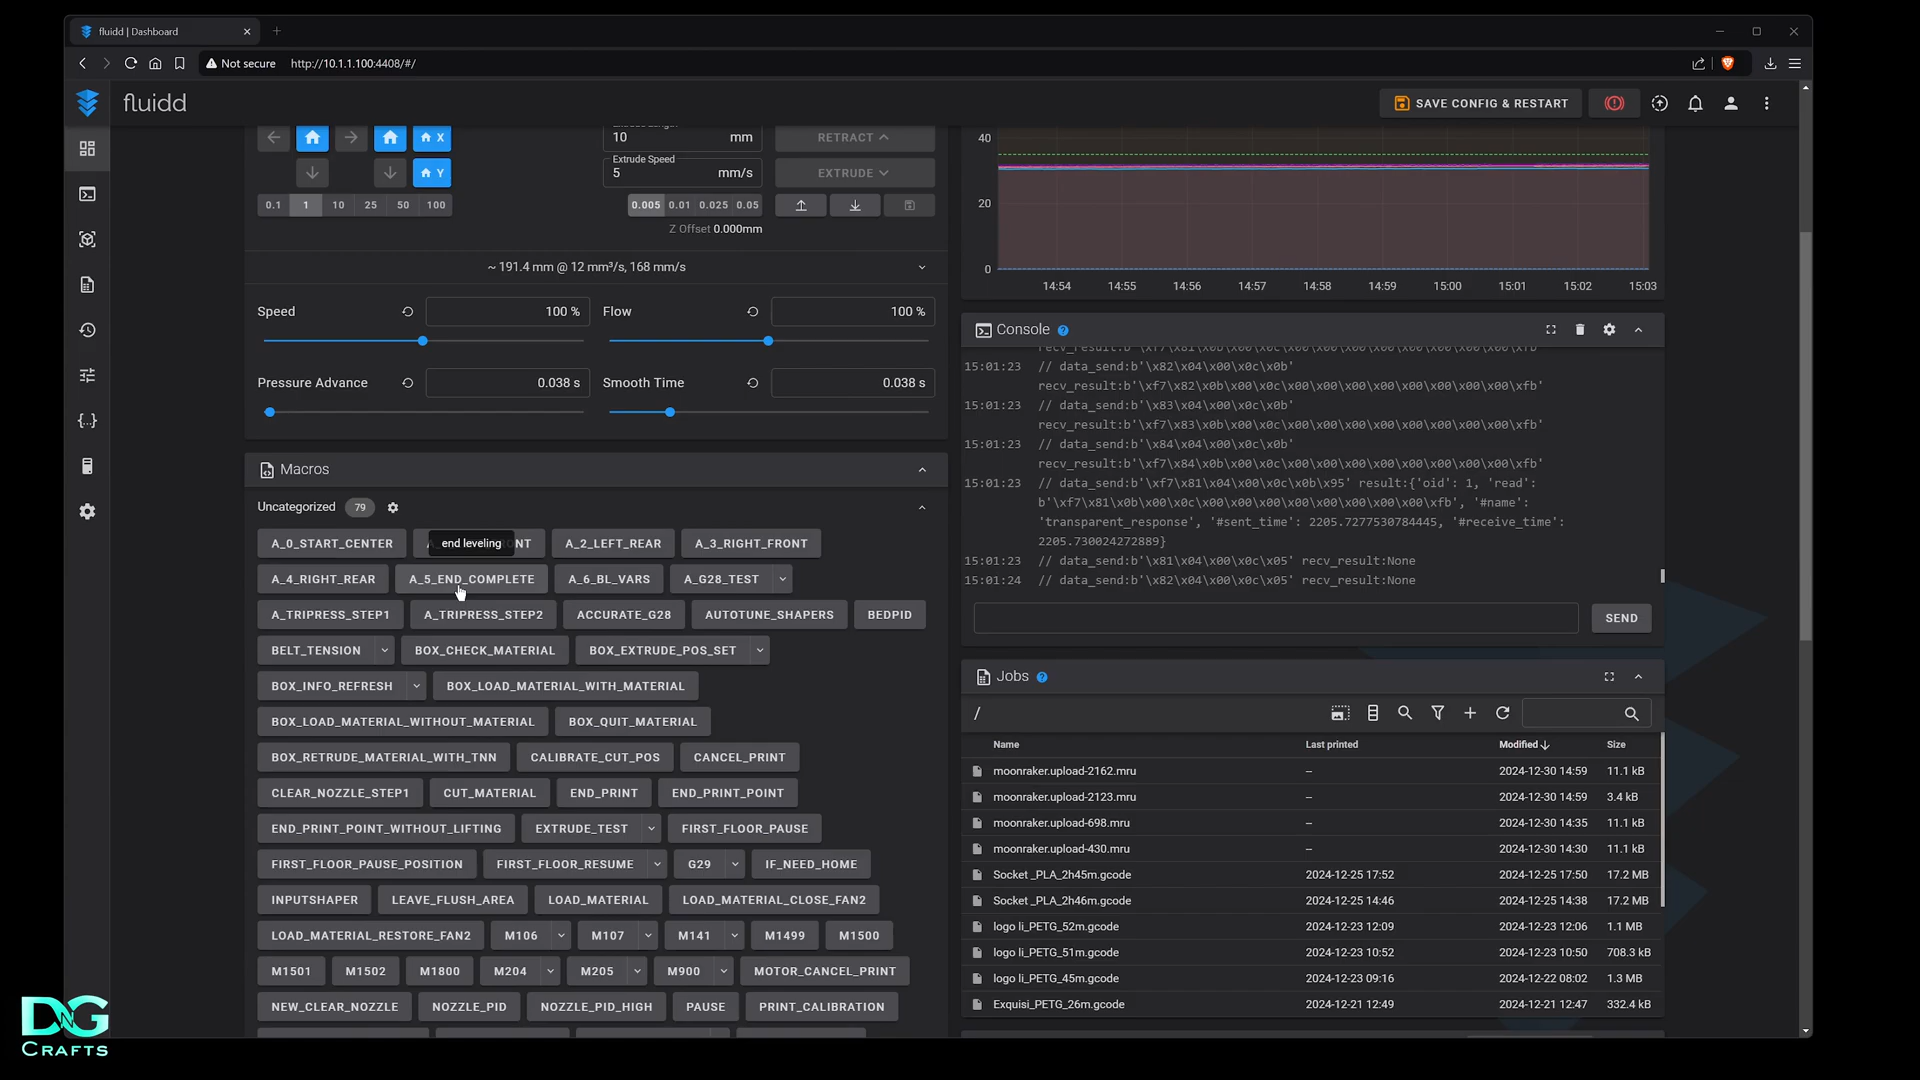 fluidd | Dashboard
Not secure http://10.1.1.100:4408/#/
fluidd
SAVE CONFIG & RESTART
X
10 mm
RETRACT
Extrude Speed
Y
5 mm/s
EXTRUDE
0.1 1 10 25 50 100
0.005 0.01 0.025 0.05
Z Offset 0.000mm
~ 191.4 mm @ 12 mm³/s, 168 mm/s
Speed 100 %
Flow 100 %
Pressure Advance 0.038 s
Smooth Time 0.038 s
Macros
Uncategorized 79
A_0_START_CENTER end leveling NT A_2_LEFT_REAR A_3_RIGHT_FRONT
A_4_RIGHT_REAR A_5_END_COMPLETE A_6_BL_VARS A_G28_TEST
A_TRIPRESS_STEP1 A_TRIPRESS_STEP2 ACCURATE_G28 AUTOTUNE_SHAPERS BEDPID
BELT_TENSION BOX_CHECK_MATERIAL BOX_EXTRUDE_POS_SET
BOX_INFO_REFRESH BOX_LOAD_MATERIAL_WITH_MATERIAL
BOX_LOAD_MATERIAL_WITHOUT_MATERIAL BOX_QUIT_MATERIAL
BOX_RETRUDE_MATERIAL_WITH_TNN CALIBRATE_CUT_POS CANCEL_PRINT
CLEAR_NOZZLE_STEP1 CUT_MATERIAL END_PRINT END_PRINT_POINT
END_PRINT_POINT_WITHOUT_LIFTING EXTRUDE_TEST FIRST_FLOOR_PAUSE
FIRST_FLOOR_PAUSE_POSITION FIRST_FLOOR_RESUME G29 IF_NEED_HOME
INPUTSHAPER LEAVE_FLUSH_AREA LOAD_MATERIAL LOAD_MATERIAL_CLOSE_FAN2
LOAD_MATERIAL_RESTORE_FAN2 M106 M107 M141 M1499 M1500
M1501 M1502 M1800 M204 M205 M900 MOTOR_CANCEL_PRINT
NEW_CLEAR_NOZZLE NOZZLE_PID NOZZLE_PID_HIGH PAUSE PRINT_CALIBRATION
40
20
0
14:54 14:55 14:56 14:57 14:58 14:59 15:00 15:01 15:02 15:03
Console
recv_result:b'\xf7\x81\x0b\x00\x0c\x00\x00\x00\x00\x00\x00\x00\xfb'
15:01:23 // data_send:b'\x82\x04\x00\x0c\x0b'
recv_result:b'\xf7\x82\x0b\x00\x0c\x00\x00\x00\x00\x00\x00\x00\xfb'
15:01:23 // data_send:b'\x83\x04\x00\x0c\x0b'
recv_result:b'\xf7\x83\x0b\x00\x0c\x00\x00\x00\x00\x00\x00\x00\xfb'
15:01:23 // data_send:b'\x84\x04\x00\x0c\x0b'
recv_result:b'\xf7\x84\x0b\x00\x0c\x00\x00\x00\x00\x00\x00\x00\xfb'
15:01:23 // data_send:b'\xf7\x81\x04\x00\x0c\x0b\x95' result:{'oid': 1, 'read':
b'\xf7\x81\x0b\x00\x0c\x00\x00\x00\x00\x00\x00\x00\xfb', '#name':
'transparent_response', '#sent_time': 2205.7277530784445, '#receive_time':
2205.730024272889}
15:01:23 // data_send:b'\x81\x04\x00\x0c\x05' recv_result:None
15:01:24 // data_send:b'\x82\x04\x00\x0c\x05' recv_result:None
SEND
Jobs
/
Name Last printed Modified Size
moonraker.upload-2162.mru -- 2024-12-30 14:59 11.1 kB
moonraker.upload-2123.mru -- 2024-12-30 14:59 3.4 kB
moonraker.upload-698.mru -- 2024-12-30 14:35 11.1 kB
moonraker.upload-430.mru -- 2024-12-30 14:30 11.1 kB
Socket _PLA_2h45m.gcode 2024-12-25 17:52 2024-12-25 17:50 17.2 MB
Socket _PLA_2h46m.gcode 2024-12-25 14:46 2024-12-25 14:38 17.2 MB
logo li_PETG_52m.gcode 2024-12-23 12:09 2024-12-23 12:06 1.1 MB
logo li_PETG_51m.gcode 2024-12-23 10:52 2024-12-23 10:50 708.3 kB
logo li_PETG_45m.gcode 2024-12-23 09:16 2024-12-22 08:02 1.3 MB
Exquisi_PETG_26m.gcode 2024-12-21 12:49 2024-12-21 12:47 332.4 kB
DNG
CRAFTS